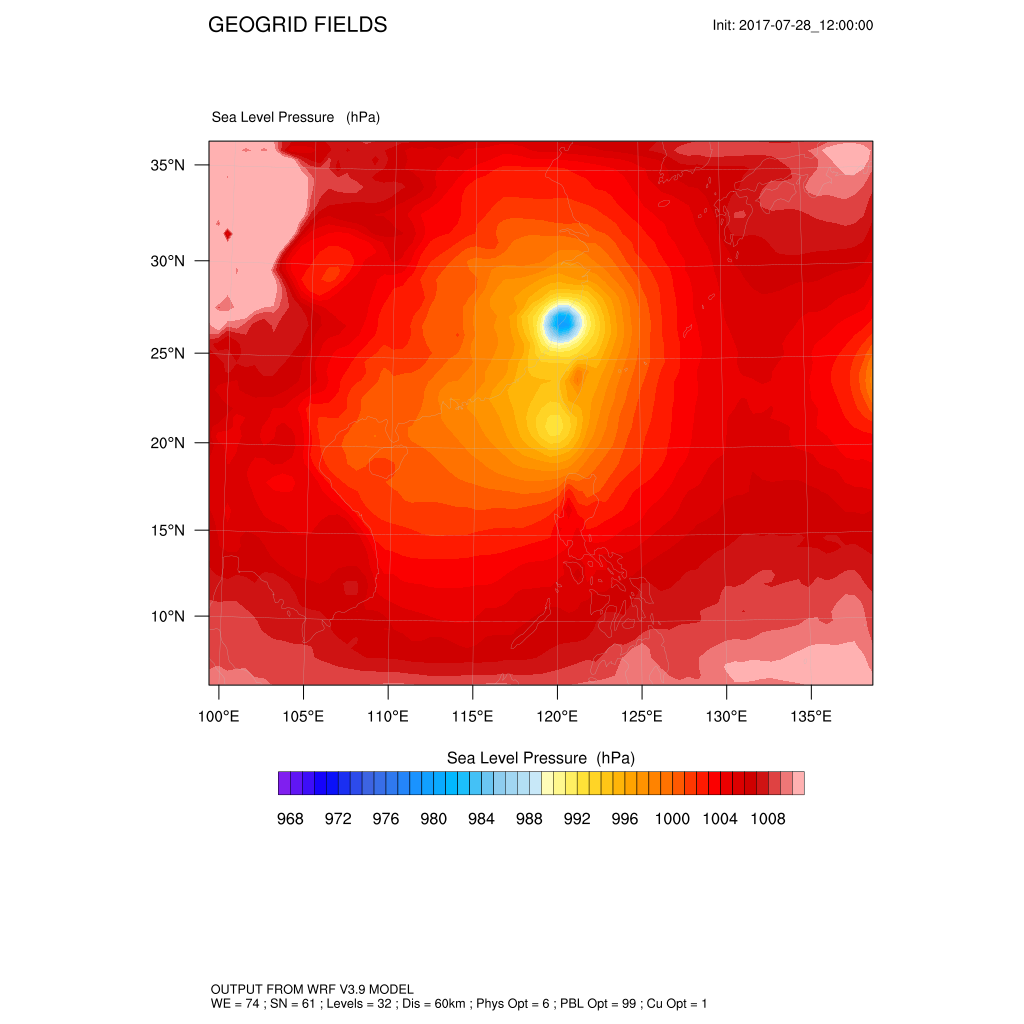 GEOGRID FIELDS
Init: 2017-07-28_12:00:00
Sea Level Pressure (hPa)
35°N
30°N
25°N
20°N
15°N
10°N
100°E 105°E 110°E 115°E 120°E 125°E 130°E 135°E
Sea Level Pressure (hPa)
968 972 976 980 984 988 992 996 1000 1004 1008
OUTPUT FROM WRF V3.9 MODEL
WE = 74 ; SN = 61 ; Levels = 32 ; Dis = 60km ; Phys Opt = 6 ; PBL Opt = 99 ; Cu Opt = 1